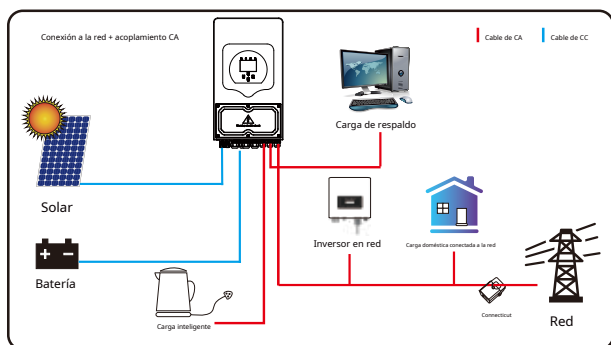 Conexión a la red + acoplamiento CA
Cable de CA
Cable de CC
Carga de respaldo
Solar
Inversor en red
Carga doméstica conectada a la red
Batería
Carga inteligente
Connecticut
Red